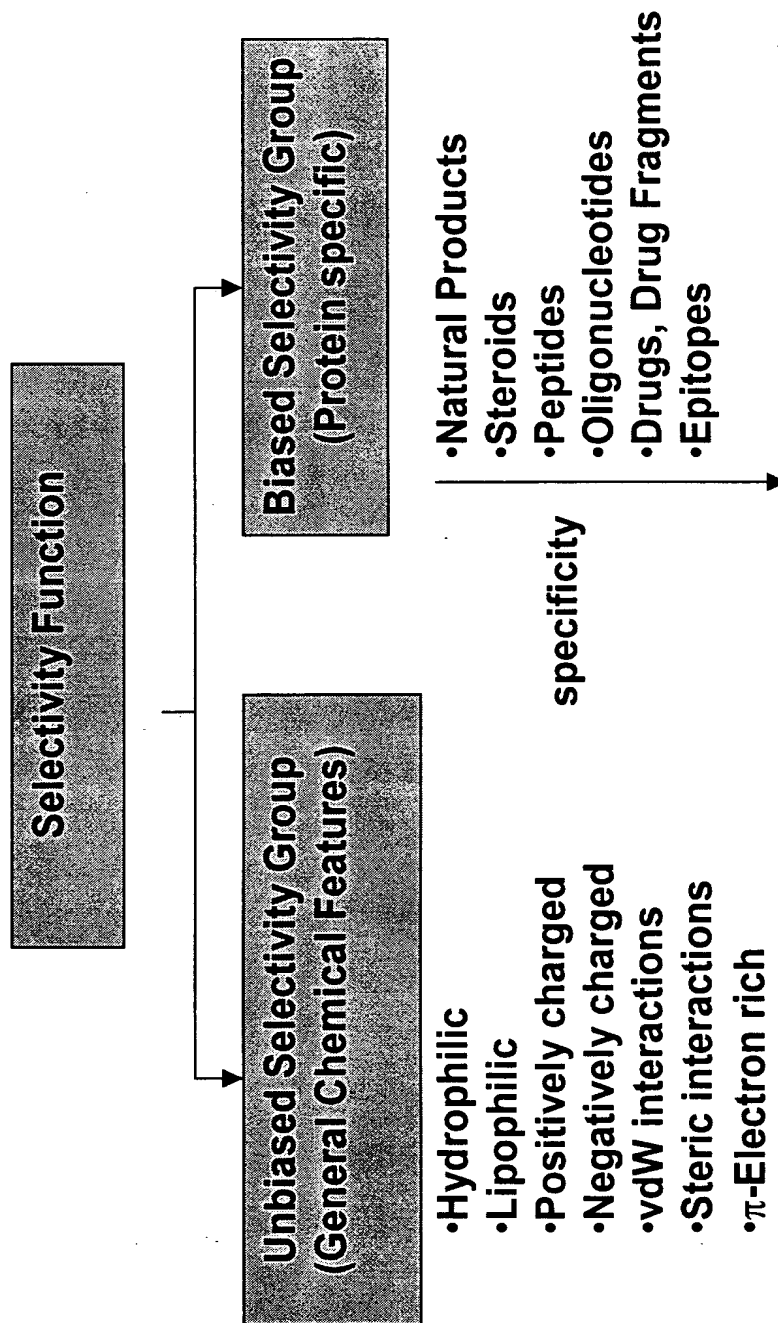 Selectivity Function
Unbiased Selectivity Group
(General Chemical Features)
•Hydrophilic
•Lipophilic
•Positively charged
•Negatively charged
•vdW interactions
•Steric interactions
•π-Electron rich
Biased Selectivity Group
(Protein specific)
specificity
•Natural Products
•Steroids
•Peptides
•Oligonucleotides
•Drugs, Drug Fragments
•Epitopes